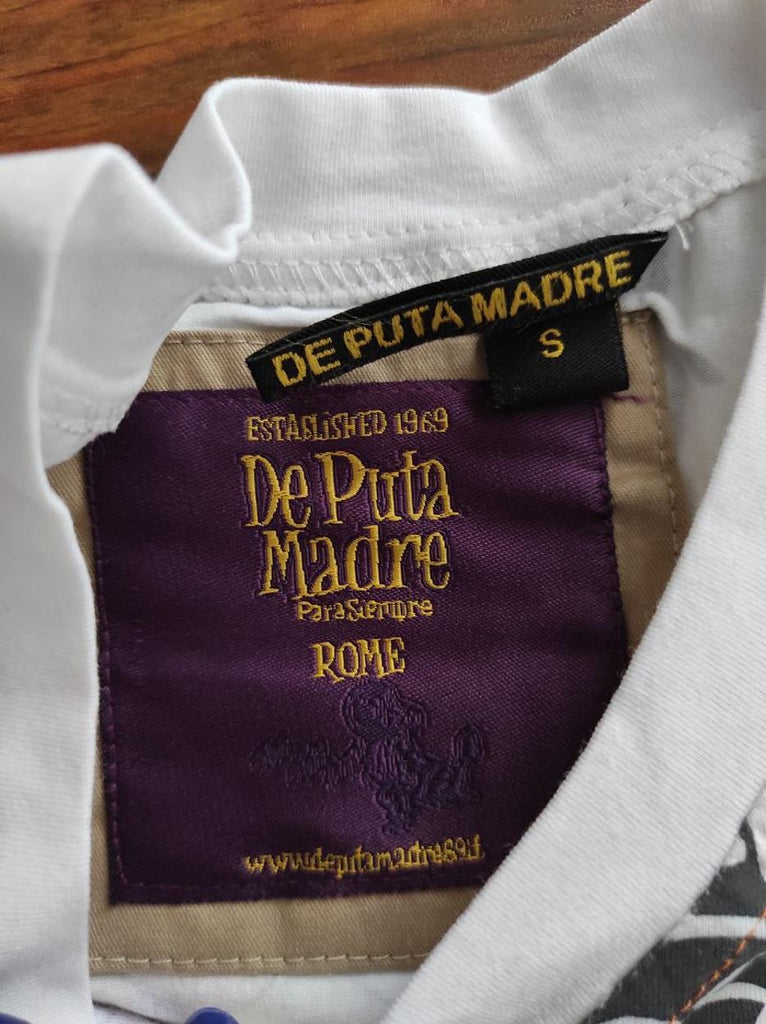 DE PUTA MADRE
S
ESTABLISHED 1969
De Puta
Madre
Para Siempre
ROME
www.deputamadre69.it